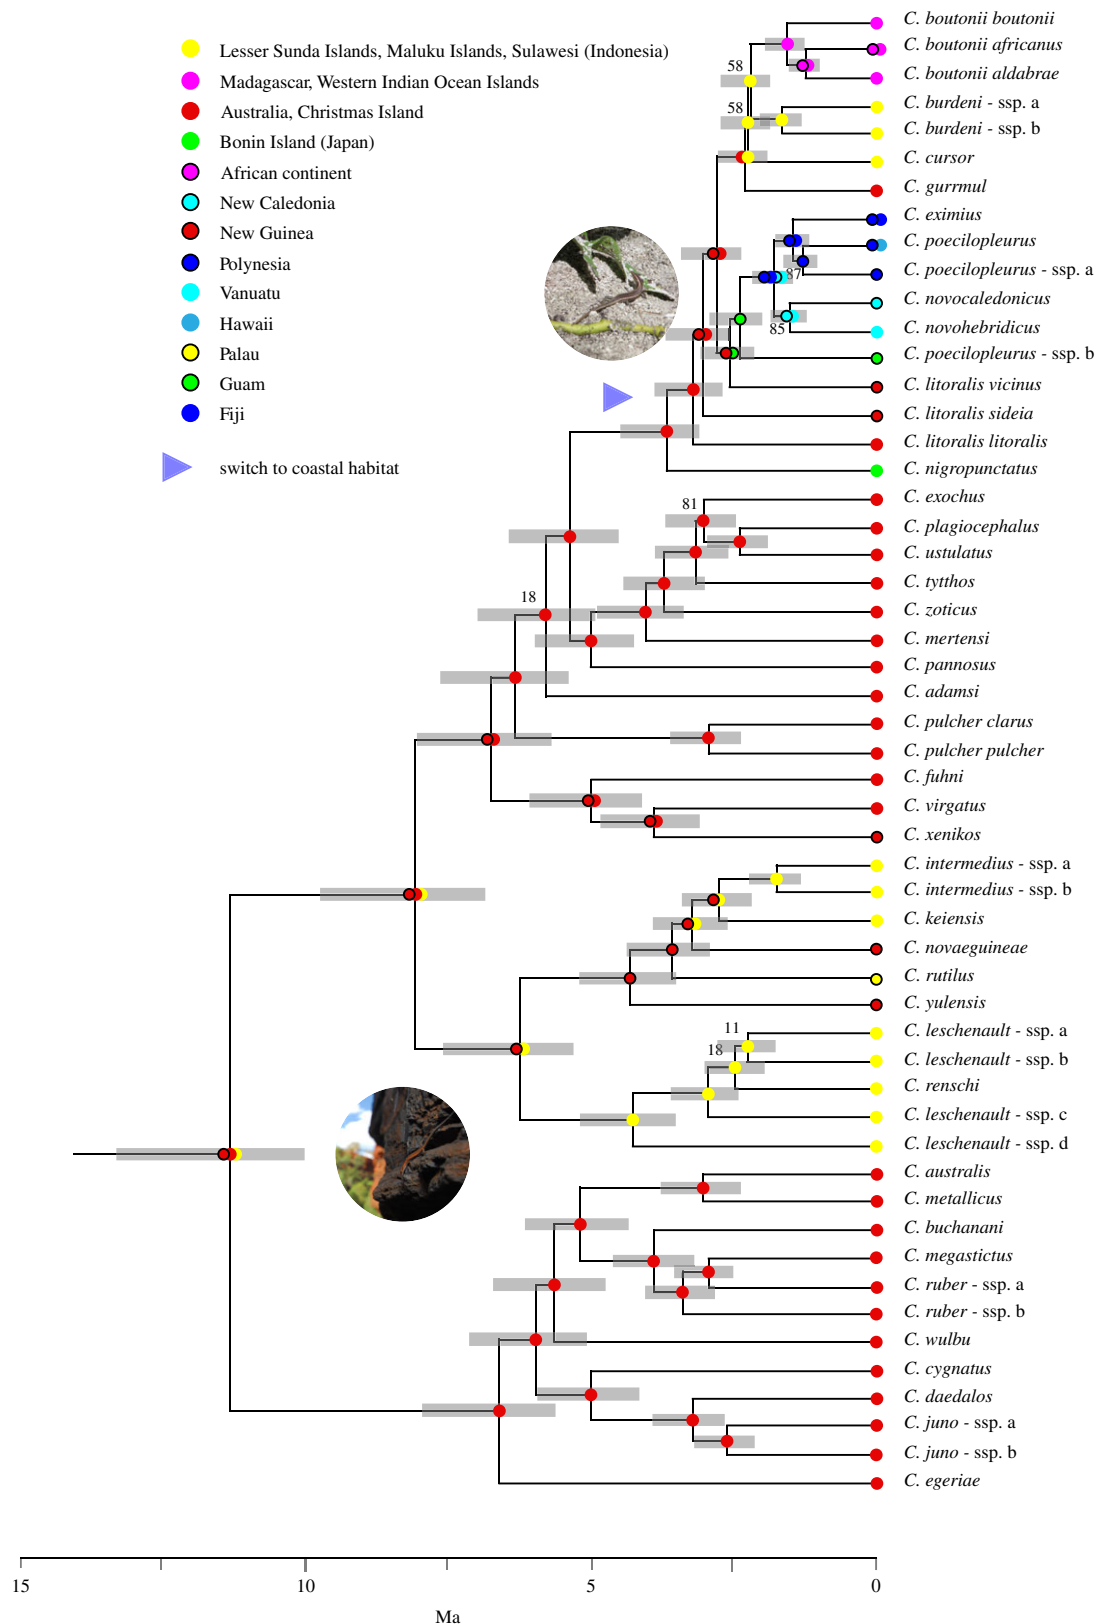 Lesser Sunda Islands, Maluku Islands, Sulawesi (Indonesia)
Madagascar, Western Indian Ocean Islands
Australia, Christmas Island
Bonin Island (Japan)
African continent
New Caledonia
New Guinea
Polynesia
Vanuatu
Hawaii
Palau
Guam
Fiji
switch to coastal habitat
C. boutonii boutonii
C. boutonii africanus
C. boutonii aldabrae
58
C. burdeni - ssp. a
58
C. burdeni - ssp. b
C. cursor
C. gurrmul
C. eximius
C. poecilopleurus
C. poecilopleurus - ssp. a
87
C. novocaledonicus
C. novohebridicus
85
C. poecilopleurus - ssp. b
C. litoralis vicinus
C. litoralis sideia
C. litoralis litoralis
C. nigropunctatus
C. exochus
81
C. plagiocephalus
C. ustulatus
C. tytthos
18
C. zoticus
C. mertensi
C. pannosus
C. adamsi
C. pulcher clarus
C. pulcher pulcher
C. fuhni
C. virgatus
C. xenikos
C. intermedius - ssp. a
C. intermedius - ssp. b
C. keiensis
C. novaeguineae
C. rutilus
C. yulensis
11
C. leschenault - ssp. a
18
C. leschenault - ssp. b
C. renschi
C. leschenault - ssp. c
C. leschenault - ssp. d
C. australis
C. metallicus
C. buchanani
C. megastictus
C. ruber - ssp. a
C. ruber - ssp. b
C. wulbu
C. cygnatus
C. daedalos
C. juno - ssp. a
C. juno - ssp. b
C. egeriae
15 10 5 0
Ma